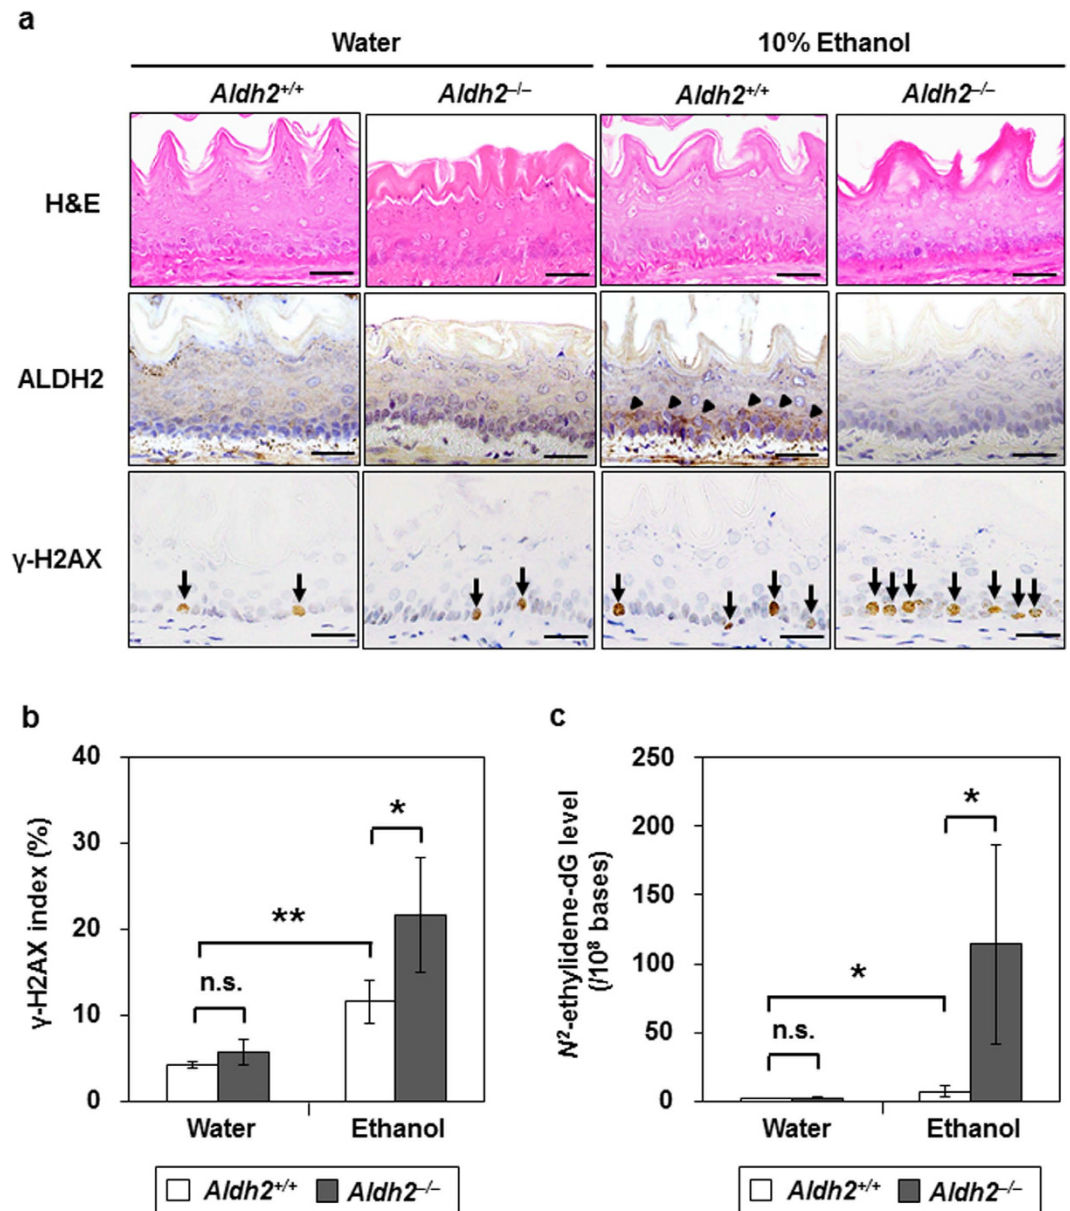 a
Water 10% Ethanol
Aldh2+/+ Aldh2−/− Aldh2+/+ Aldh2−/−
H&E
ALDH2
γ-H2AX
b
40
30
20
10
0
γ-H2AX index (%)
n.s.
**
*
Water Ethanol
Aldh2+/+ Aldh2−/−
c
250
200
150
100
50
0
N²-ethylidene-dG level
(/10⁸ bases)
n.s.
*
*
Water Ethanol
Aldh2+/+ Aldh2−/−